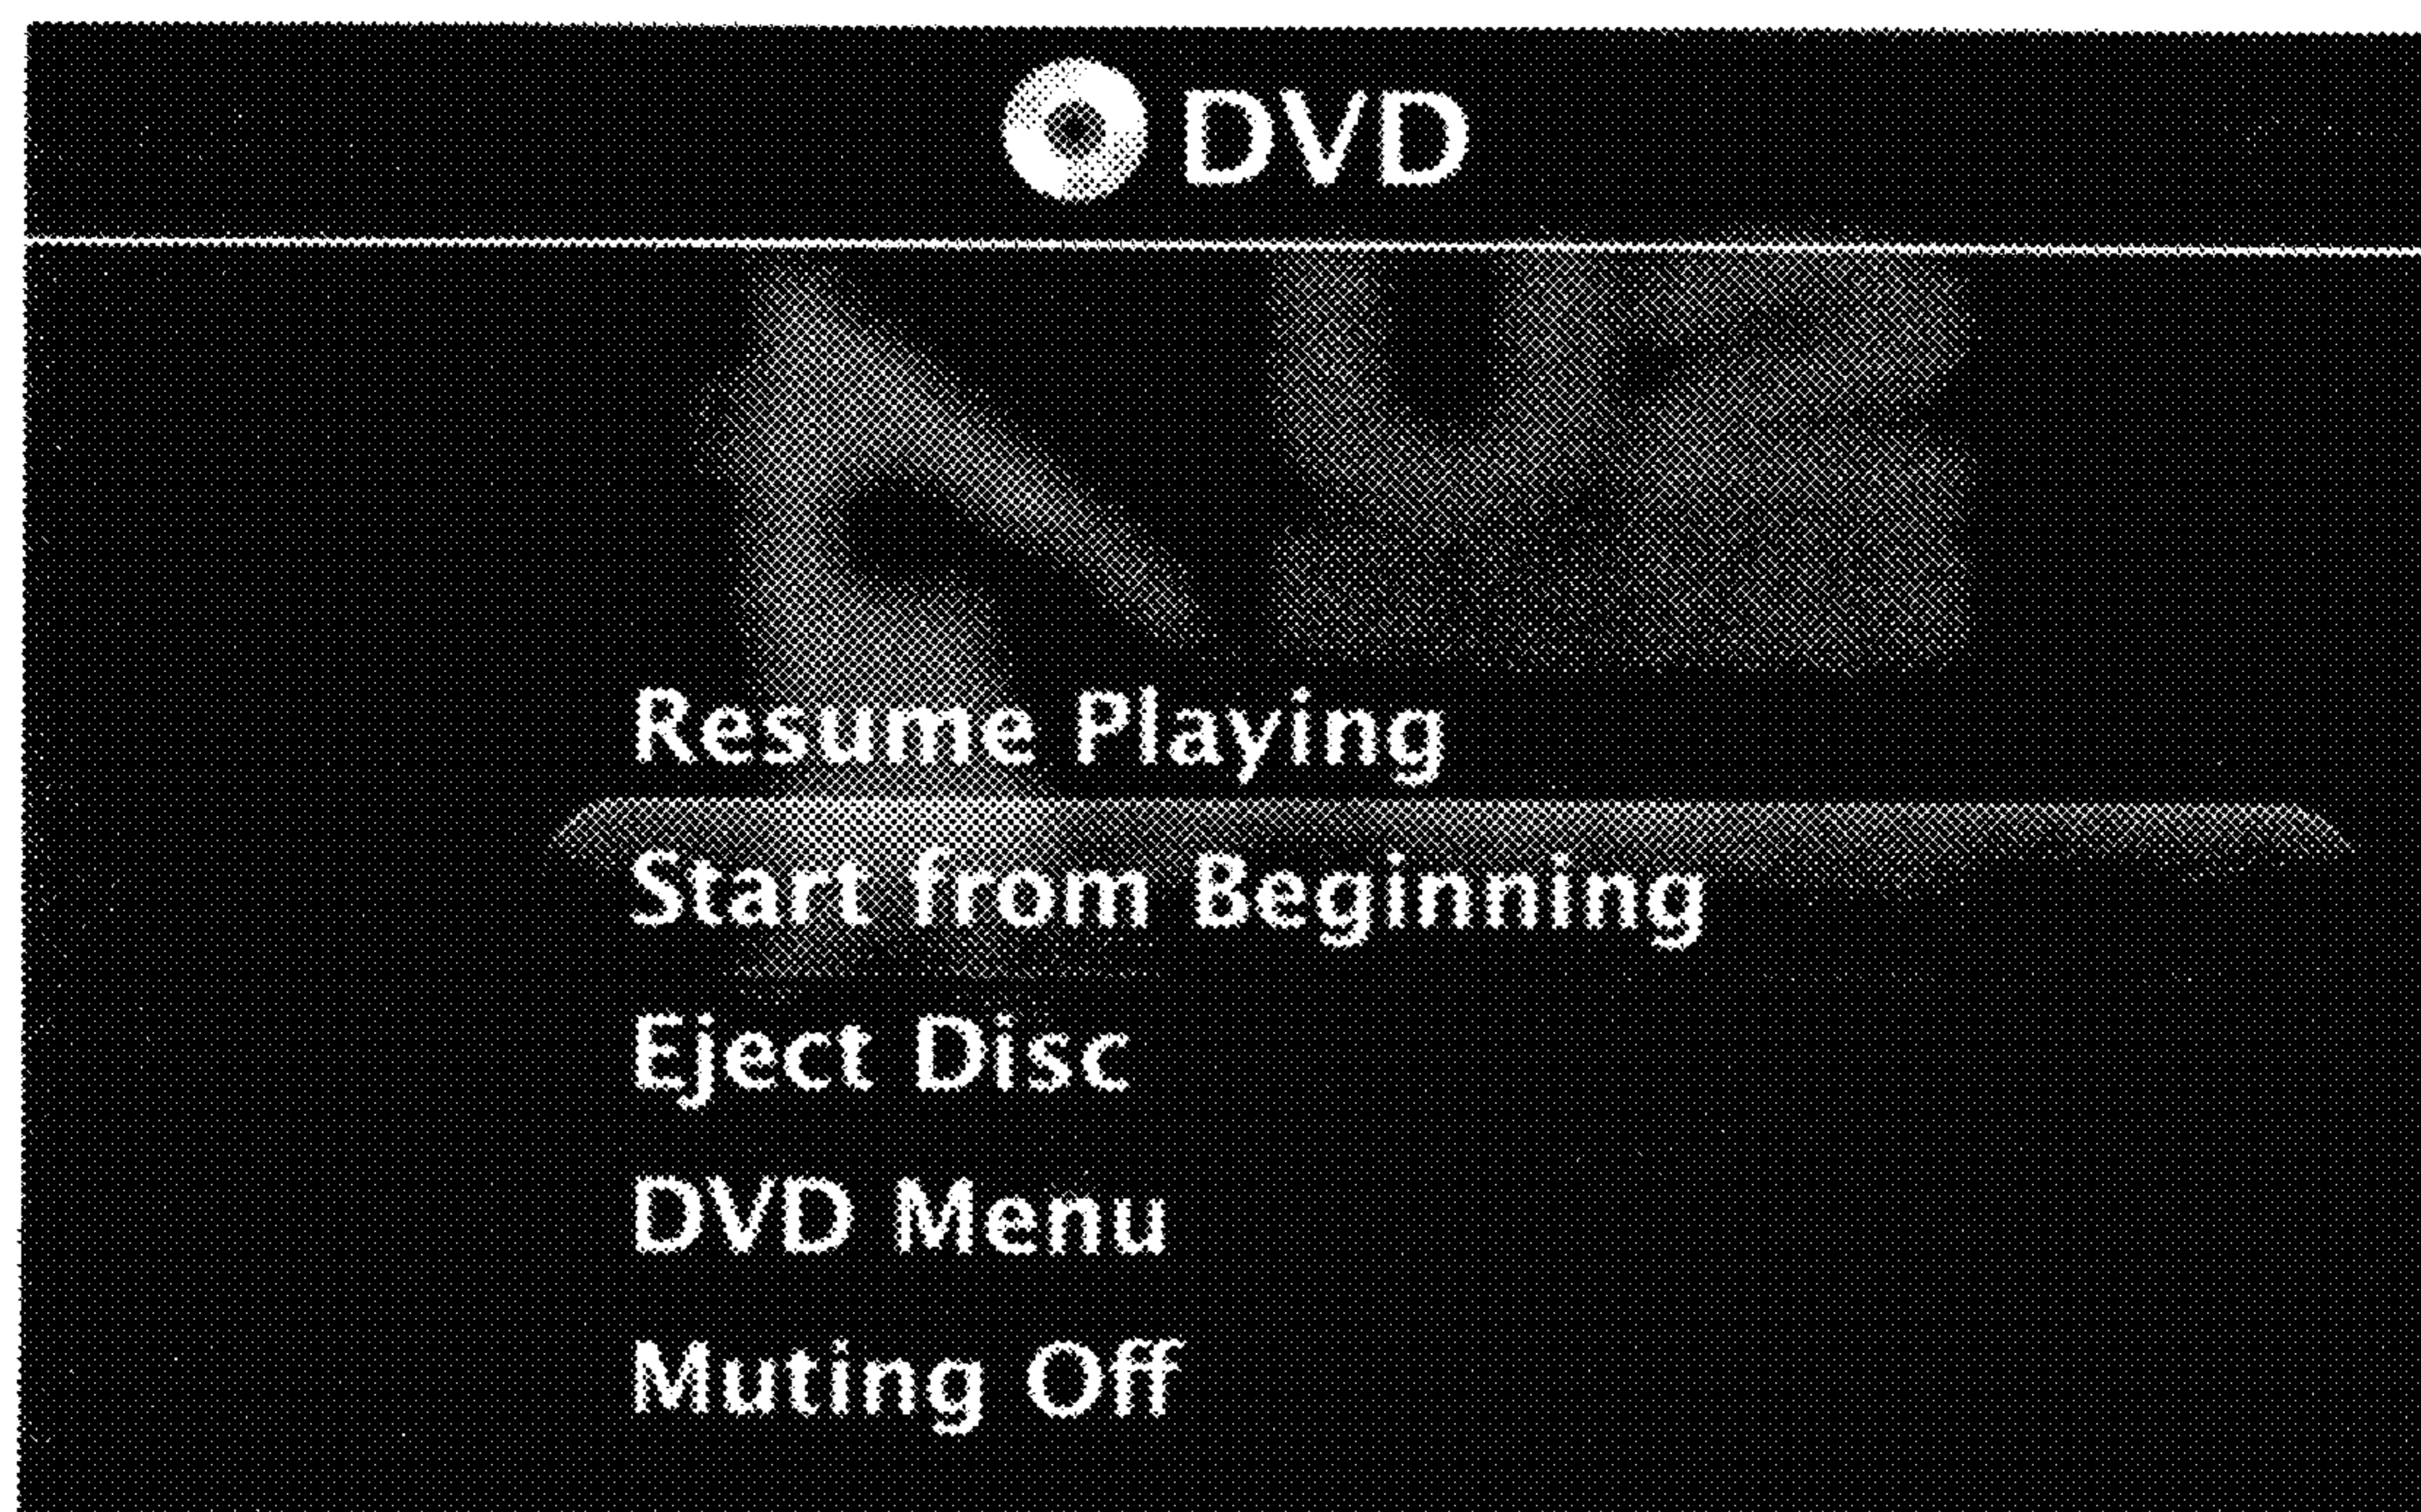 DVD
Resume Playing
Start from Beginning
Eject Disc
DVD Menu
Muting Off